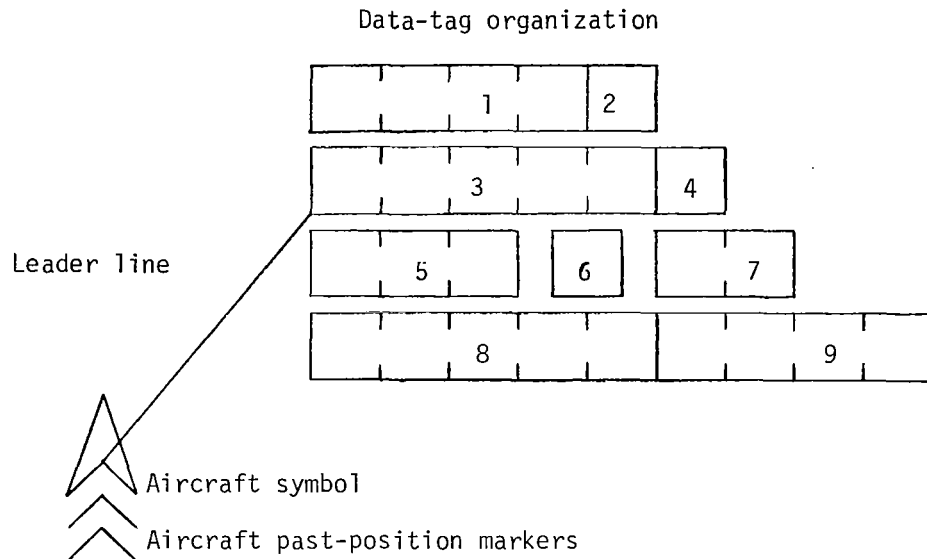 Data-tag organization
1 2
3 4
Leader line
5 6 7
8 9
Aircraft symbol
Aircraft past-position markers